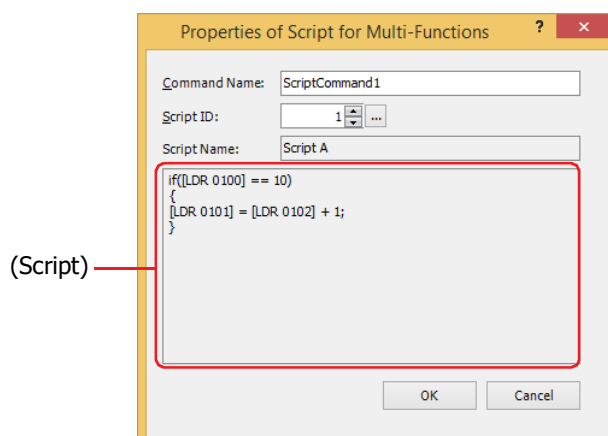 Properties of Script for Multi-Functions ? ×
Command Name: ScriptCommand1
Script ID: 1 ...
Script Name: Script A
if([LDR 0100] == 10)
{
[LDR 0101] = [LDR 0102] + 1;
}
(Script)
OK Cancel